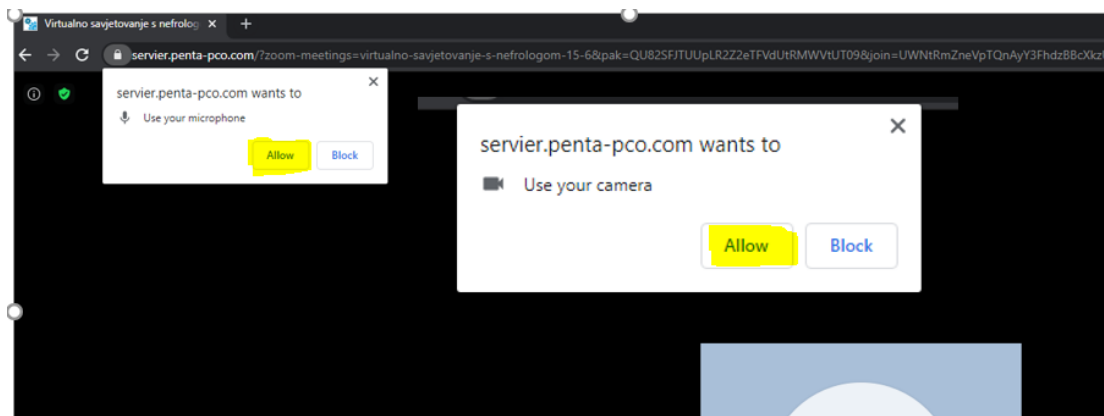 Virtualno savjetovanje s nefrolog
servier.penta-pco.com/?zoom-meetings=virtualno-savjetovanje-s-nefrologom-15-6&pak=QU82SFJTUUpLR2Z2eTFVdUtRMWVtUT09&join=UWNtRmZneVpTQnAyY3FhdzBBcXkz
servier.penta-pco.com wants to
Use your microphone
Allow Block
servier.penta-pco.com wants to
Use your camera
Allow Block